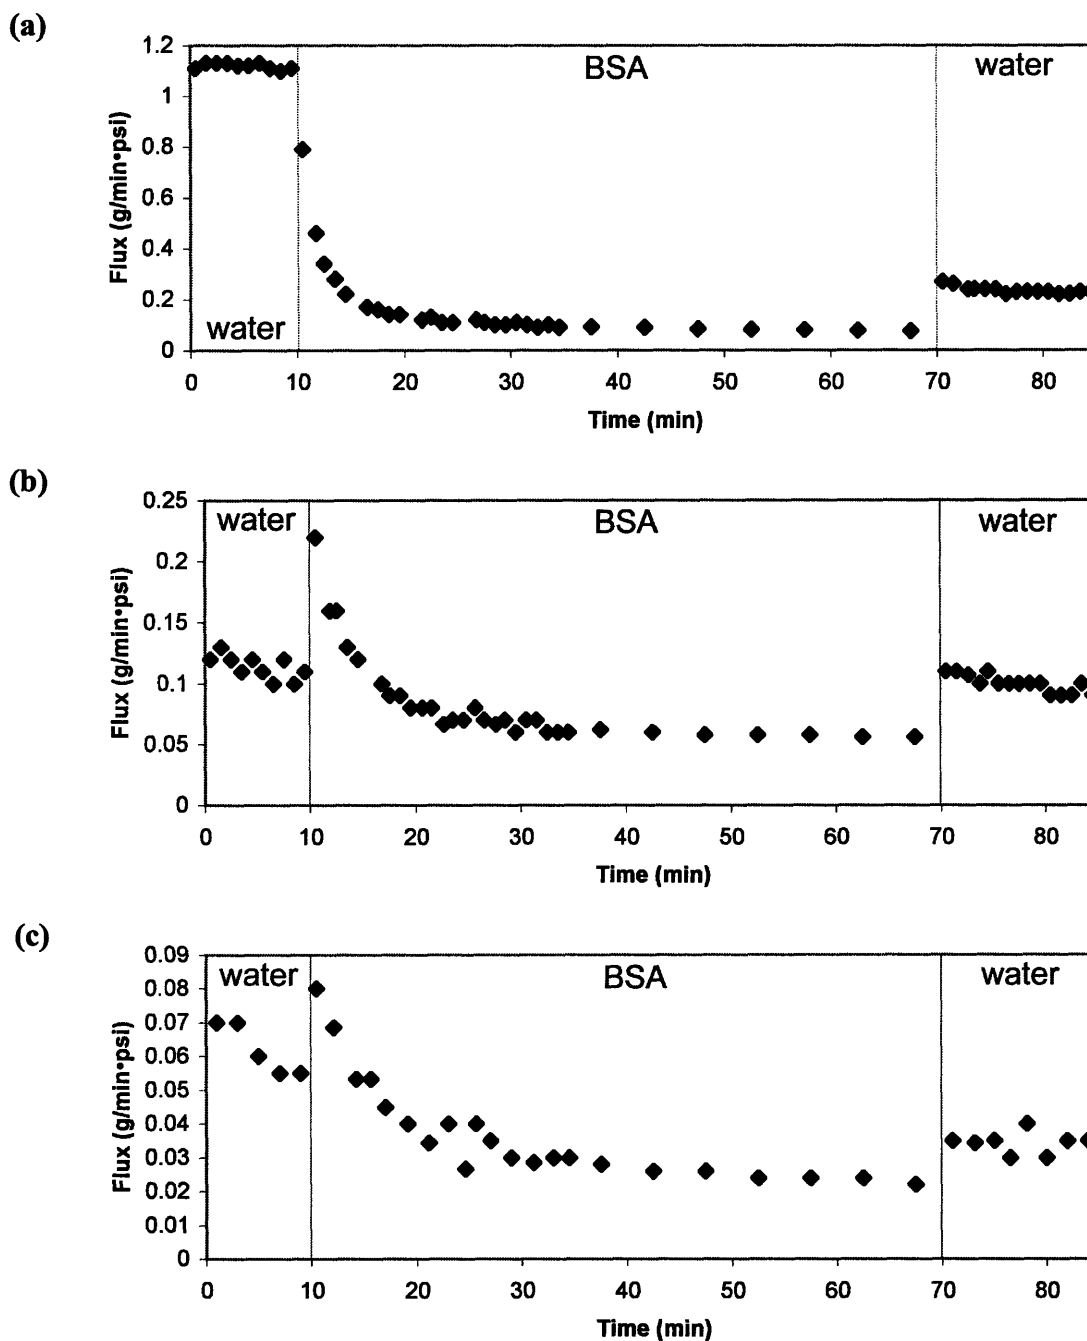 (a)
1.2
1
0.8
0.6
0.4
0.2
0
Flux (g/min•psi)
water
BSA
water
0 10 20 30 40 50 60 70 80
Time (min)
(b)
0.25
0.2
0.15
0.1
0.05
0
Flux (g/min•psi)
water BSA water
0 10 20 30 40 50 60 70 80
Time (min)
(c)
0.09
0.08
0.07
0.06
0.05
0.04
0.03
0.02
0.01
0
Flux (g/min•psi)
water BSA water
0 10 20 30 40 50 60 70 80
Time (min)